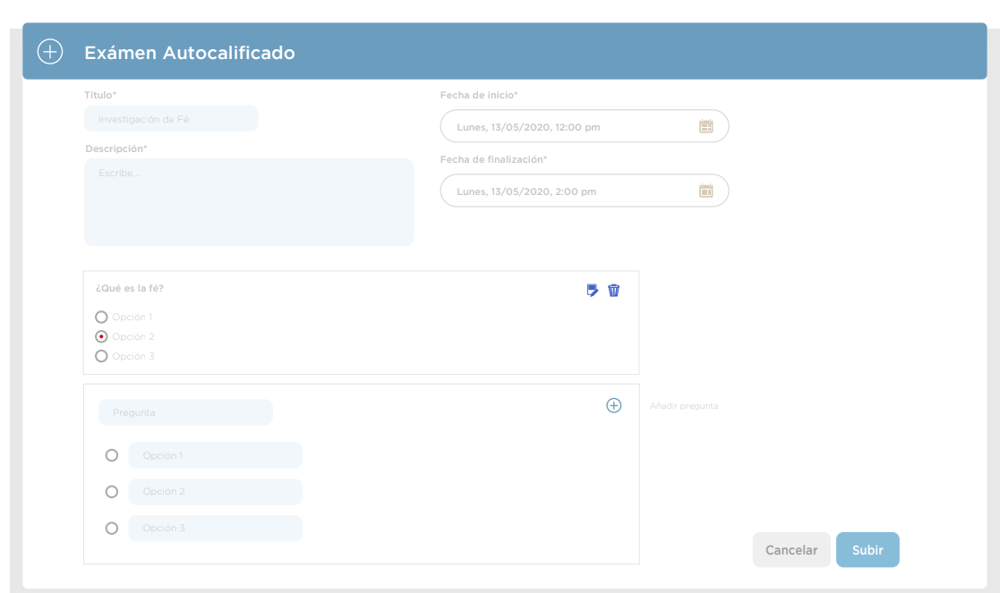 Exámen Autocalificado
Título*
Investigación de Fé
Descripción*
Escribe...
Fecha de inicio*
Lunes, 13/05/2020, 12:00 pm
Fecha de finalización*
Lunes, 13/05/2020, 2:00 pm
¿Qué es la fé?
Opción 1
Opción 2
Opción 3
Pregunta
Añadir pregunta
Opción 1
Opción 2
Opción 3
Cancelar
Subir